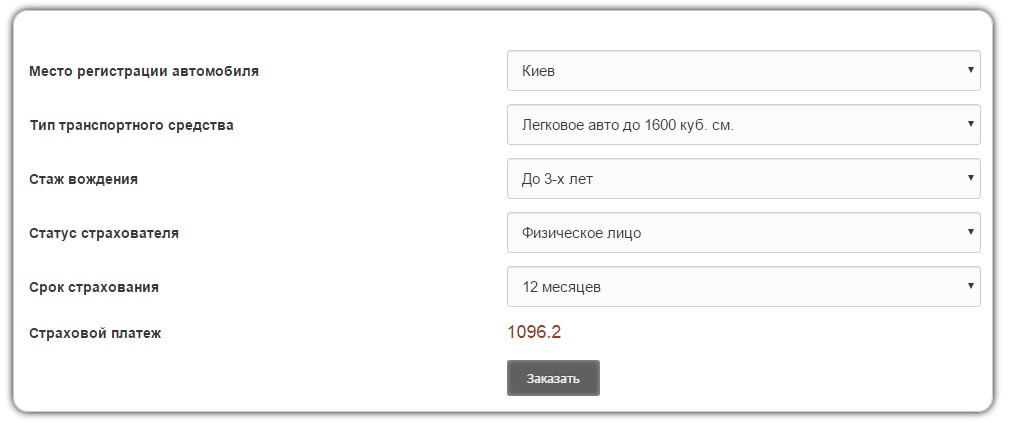 Место регистрации автомобиля Киев
Тип транспортного средства Легковое авто до 1600 куб. см.
Стаж вождения До 3-х лет
Статус страхователя Физическое лицо
Срок страхования 12 месяцев
Страховой платеж 1096.2
Заказать